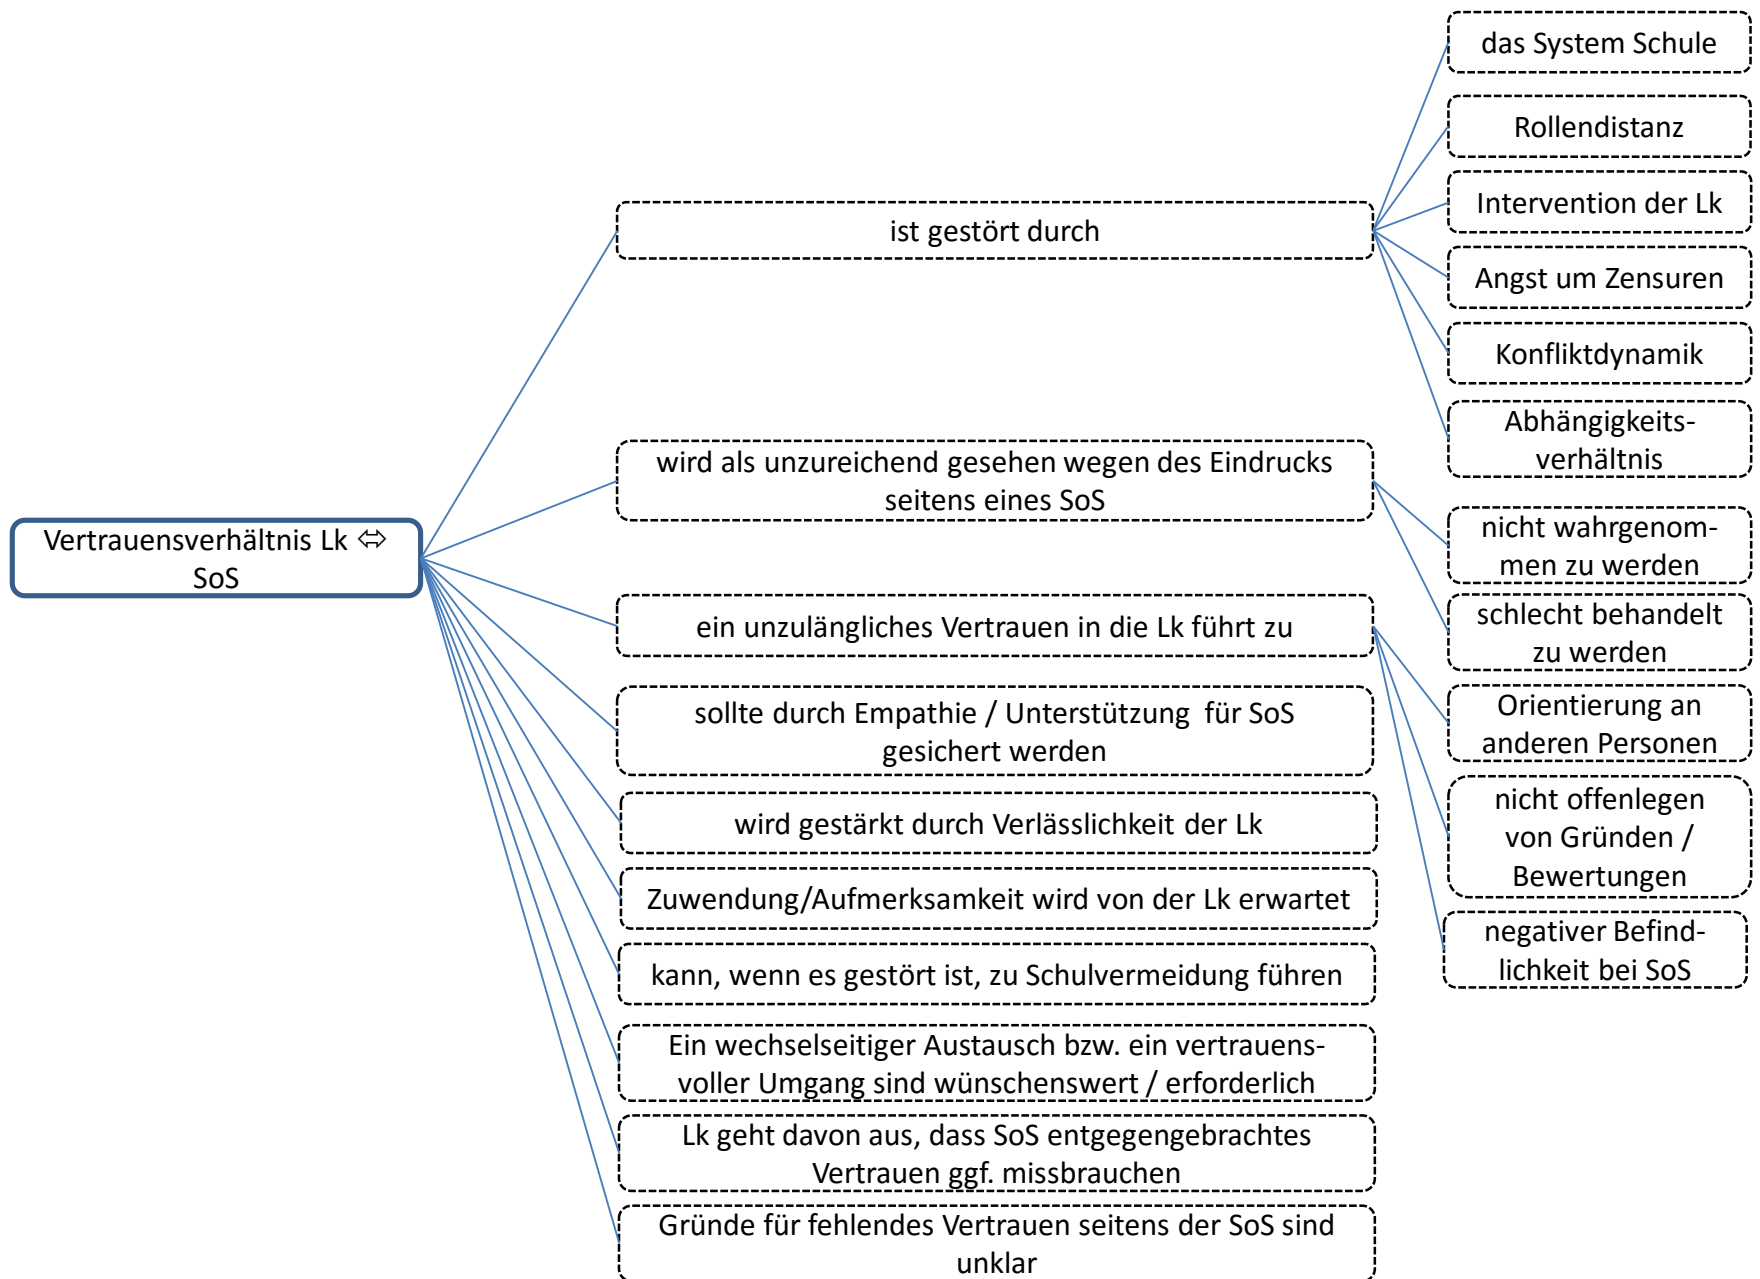 Vertrauensverhältnis Lk ⇔
SoS
ist gestört durch
das System Schule
Rollendistanz
Intervention der Lk
Angst um Zensuren
Konfliktdynamik
Abhängigkeits-
verhältnis
wird als unzureichend gesehen wegen des Eindrucks
seitens eines SoS
nicht wahrgenom-
men zu werden
schlecht behandelt
zu werden
ein unzulängliches Vertrauen in die Lk führt zu
Orientierung an
anderen Personen
nicht offenlegen
von Gründen /
Bewertungen
negativer Befind-
lichkeit bei SoS
sollte durch Empathie / Unterstützung für SoS
gesichert werden
wird gestärkt durch Verlässlichkeit der Lk
Zuwendung/Aufmerksamkeit wird von der Lk erwartet
kann, wenn es gestört ist, zu Schulvermeidung führen
Ein wechselseitiger Austausch bzw. ein vertrauens-
voller Umgang sind wünschenswert / erforderlich
Lk geht davon aus, dass SoS entgegengebrachtes
Vertrauen ggf. missbrauchen
Gründe für fehlendes Vertrauen seitens der SoS sind
unklar